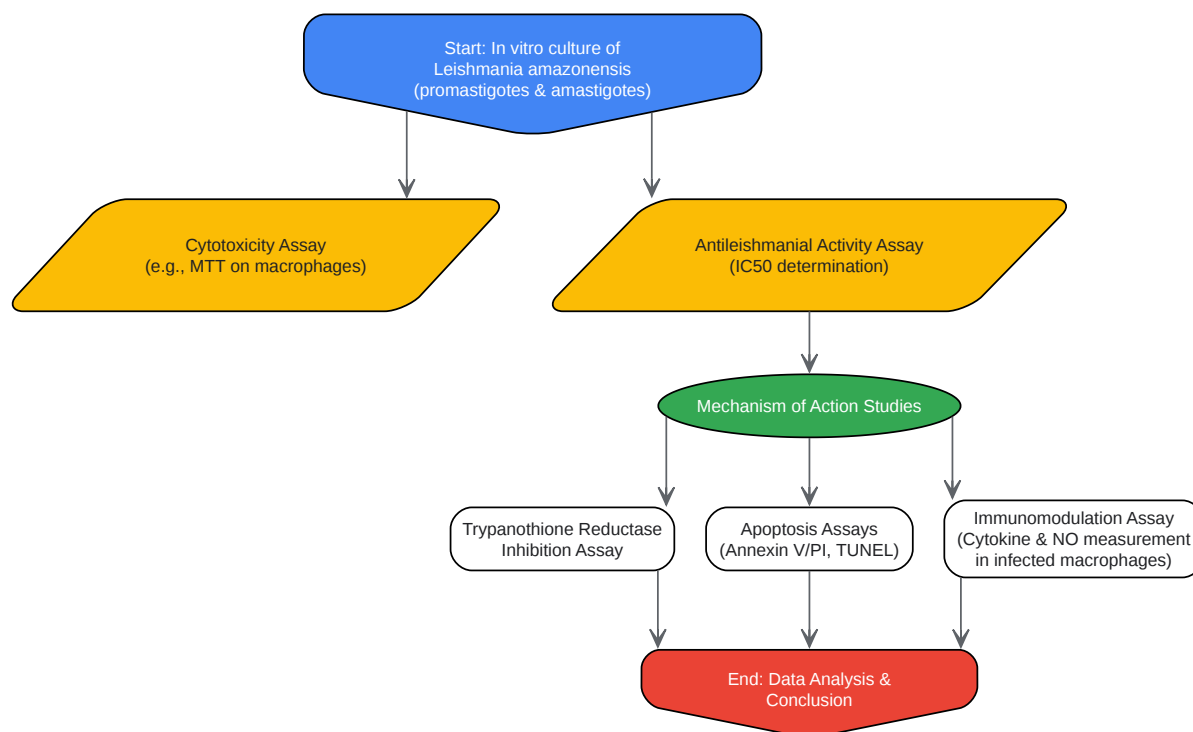 Start: In vitro culture of
Leishmania amazonensis
(promastigotes & amastigotes)
Cytotoxicity Assay
(e.g., MTT on macrophages)
Antileishmanial Activity Assay
(IC50 determination)
Mechanism of Action Studies
Trypanothione Reductase
Inhibition Assay
Apoptosis Assays
(Annexin V/PI, TUNEL)
Immunomodulation Assay
(Cytokine & NO measurement
in infected macrophages)
End: Data Analysis &
Conclusion